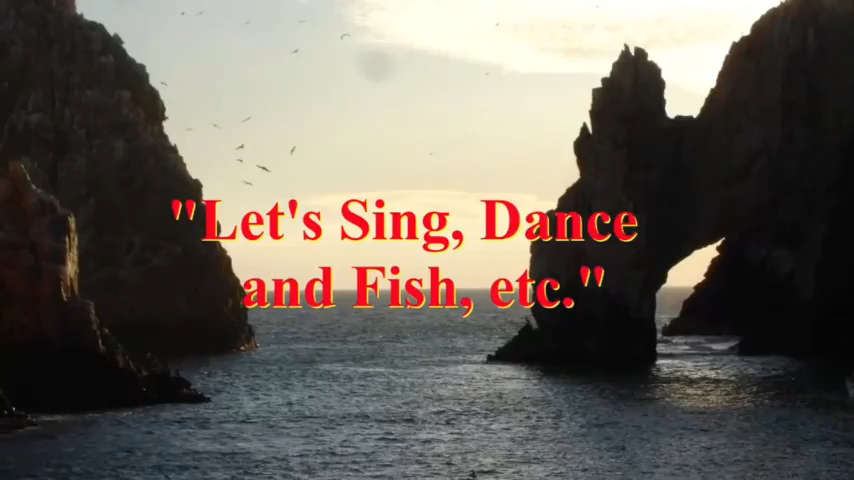 "Let's Sing, Dance
and Fish, etc."